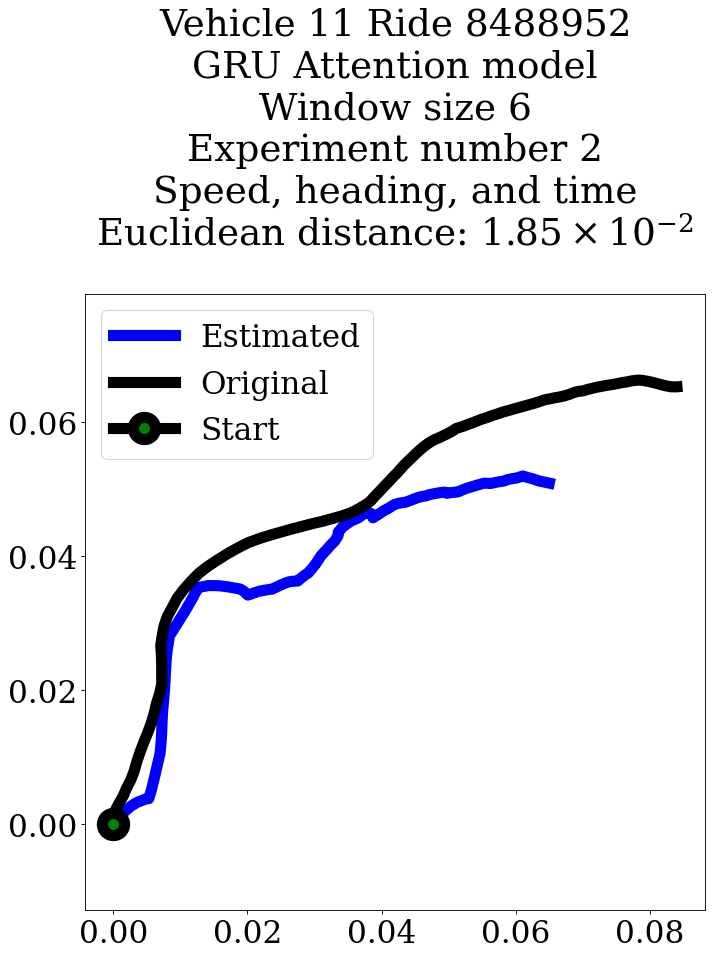 Vehicle 11 Ride 8488952
GRU Attention model
Window size 6
Experiment number 2
Speed, heading, and time
Euclidean distance: 1.85 × 10⁻²
Estimated
Original
Start
0.06
0.04
0.02
0.00
0.00 0.02 0.04 0.06 0.08